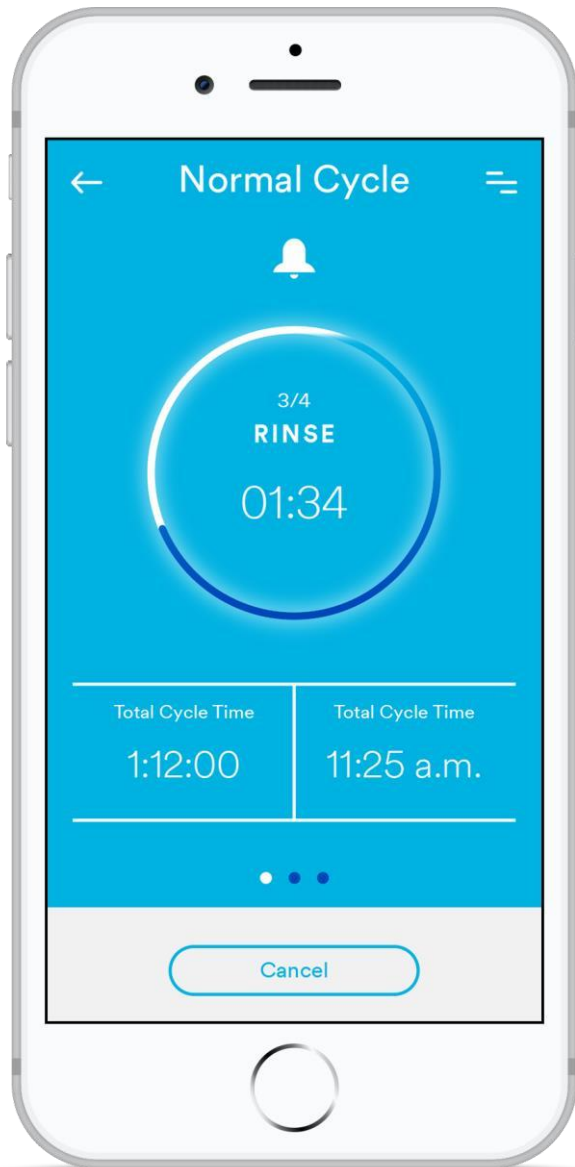 Normal Cycle
3/4
RINSE
01:34
Total Cycle Time
1:12:00
Total Cycle Time
11:25 a.m.
Cancel